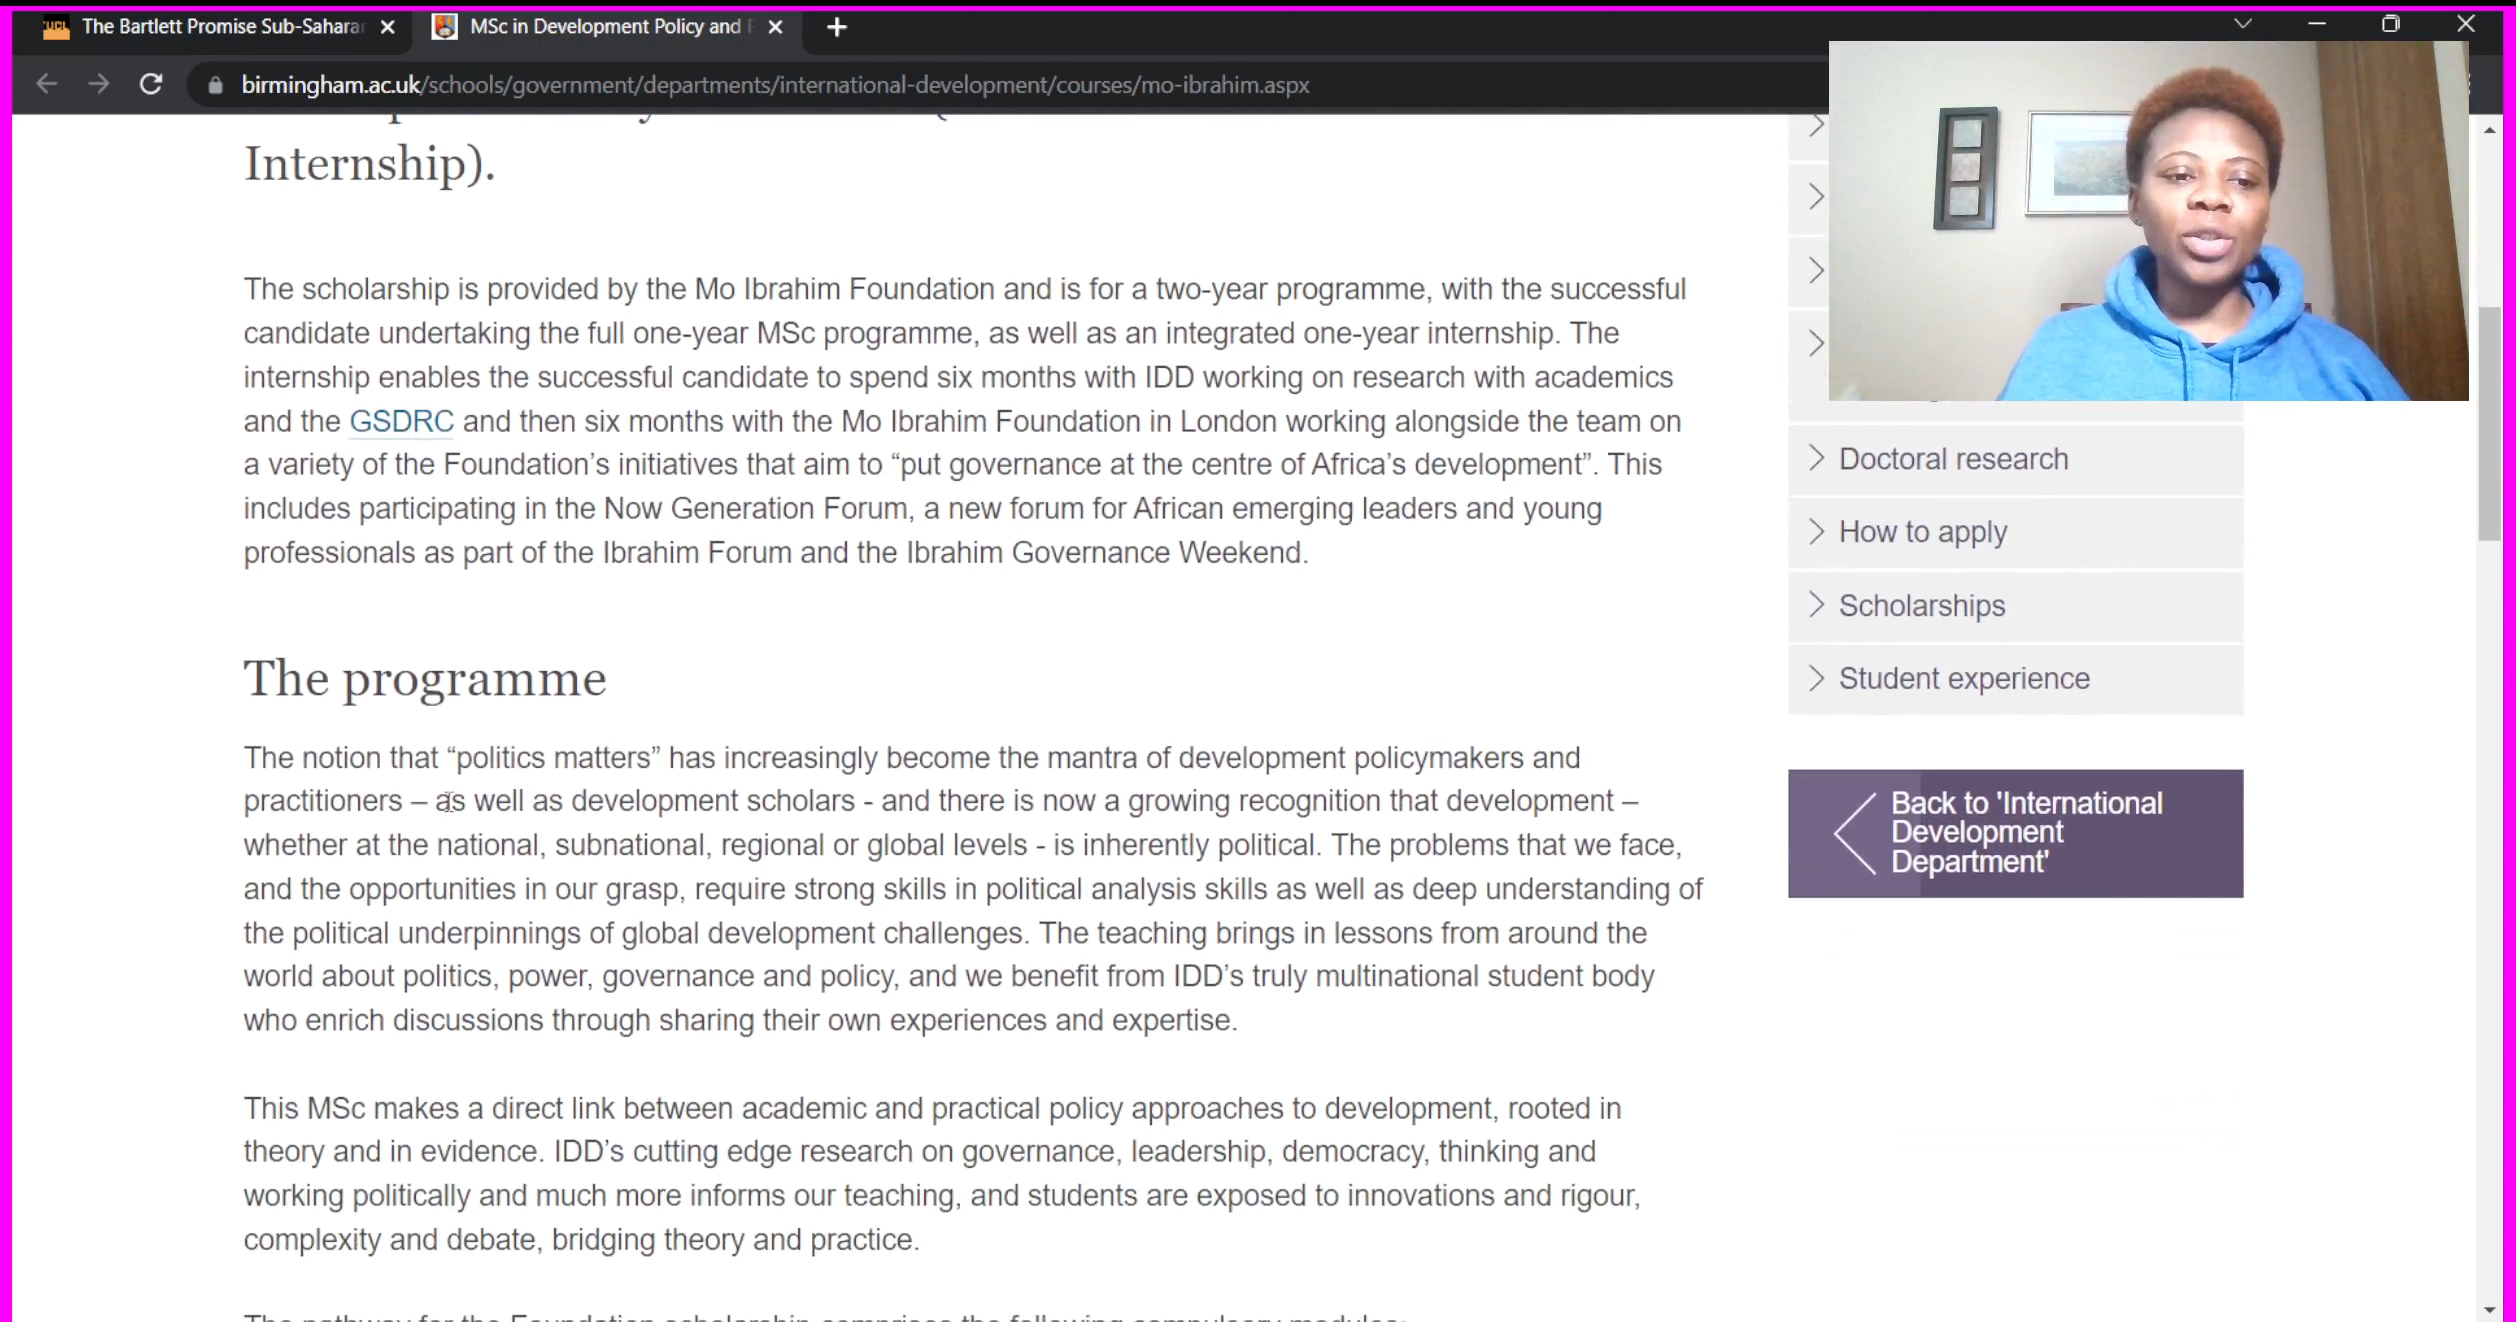 The Bartlett Promise Sub-Saharan
MSc in Development Policy and
birmingham.ac.uk/schools/government/departments/international-development/courses/mo-ibrahim.aspx
Internship).
The scholarship is provided by the Mo Ibrahim Foundation and is for a two-year programme, with the successful
candidate undertaking the full one-year MSc programme, as well as an integrated one-year internship. The
internship enables the successful candidate to spend six months with IDD working on research with academics
and the GSDRC and then six months with the Mo Ibrahim Foundation in London working alongside the team on
a variety of the Foundation’s initiatives that aim to “put governance at the centre of Africa’s development”. This
includes participating in the Now Generation Forum, a new forum for African emerging leaders and young
professionals as part of the Ibrahim Forum and the Ibrahim Governance Weekend.
The programme
The notion that “politics matters” has increasingly become the mantra of development policymakers and
practitioners – as well as development scholars - and there is now a growing recognition that development –
whether at the national, subnational, regional or global levels - is inherently political. The problems that we face,
and the opportunities in our grasp, require strong skills in political analysis skills as well as deep understanding of
the political underpinnings of global development challenges. The teaching brings in lessons from around the
world about politics, power, governance and policy, and we benefit from IDD’s truly multinational student body
who enrich discussions through sharing their own experiences and expertise.
This MSc makes a direct link between academic and practical policy approaches to development, rooted in
theory and in evidence. IDD’s cutting edge research on governance, leadership, democracy, thinking and
working politically and much more informs our teaching, and students are exposed to innovations and rigour,
complexity and debate, bridging theory and practice.
The pathway for the Foundation scholarship comprises the following compulsory modules:
Doctoral research
How to apply
Scholarships
Student experience
Back to 'International
Development
Department'